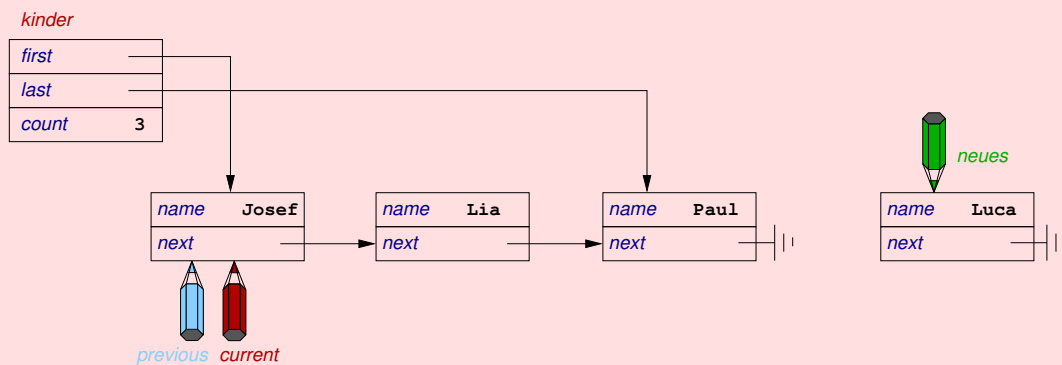 kinder
first
last
count 3
neues
name Josef
next
name Lia
next
name Paul
next
name Luca
next
previous current